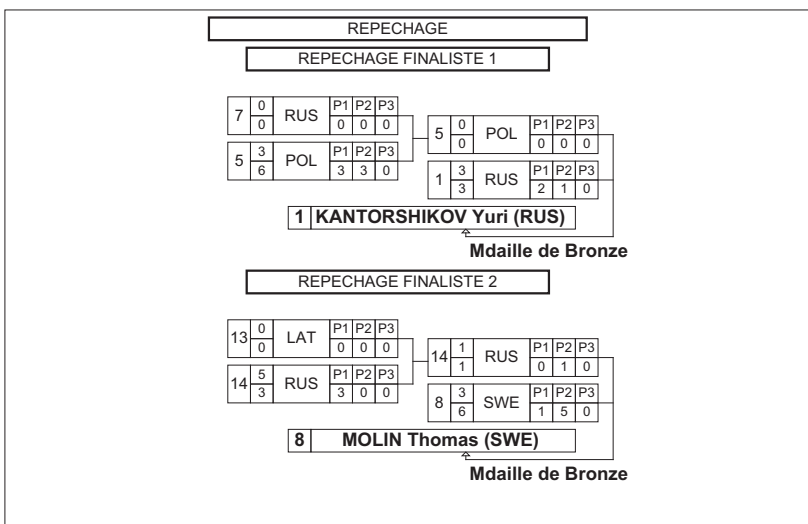 REPECHAGE
REPECHAGE FINALISTE 1
7 0 0 RUS P1 P2 P3 0 0 0
5 3 6 POL P1 P2 P3 3 3 0
5 0 0 POL P1 P2 P3 0 0 0
1 3 3 RUS P1 P2 P3 2 1 0
1 KANTORSHIKOV Yuri (RUS)
Mdaille de Bronze
REPECHAGE FINALISTE 2
13 0 0 LAT P1 P2 P3 0 0 0
14 5 3 RUS P1 P2 P3 3 0 0
14 1 1 RUS P1 P2 P3 0 1 0
8 3 6 SWE P1 P2 P3 1 5 0
8 MOLIN Thomas (SWE)
Mdaille de Bronze